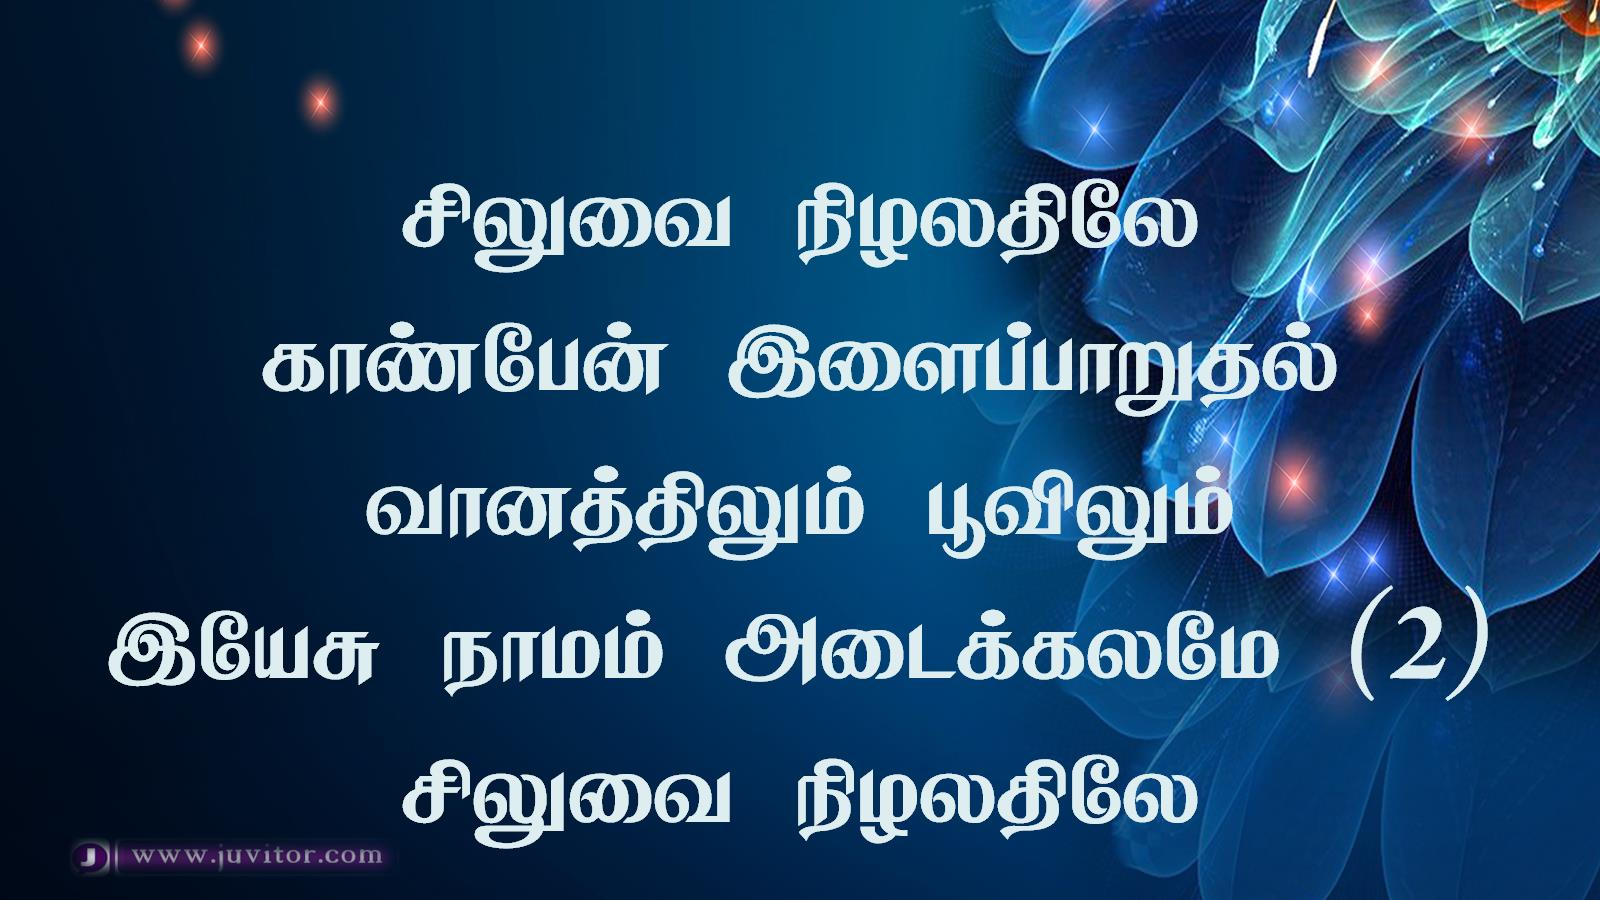 சிலுவை நிழலதிலே
காண்பேன் இளைப்பாறுதல்
வானத்திலும் பூவிலும்
இயேசு நாமம் அடைக்கலமே (2)
சிலுவை நிழலதிலே
J www.juvitor.com